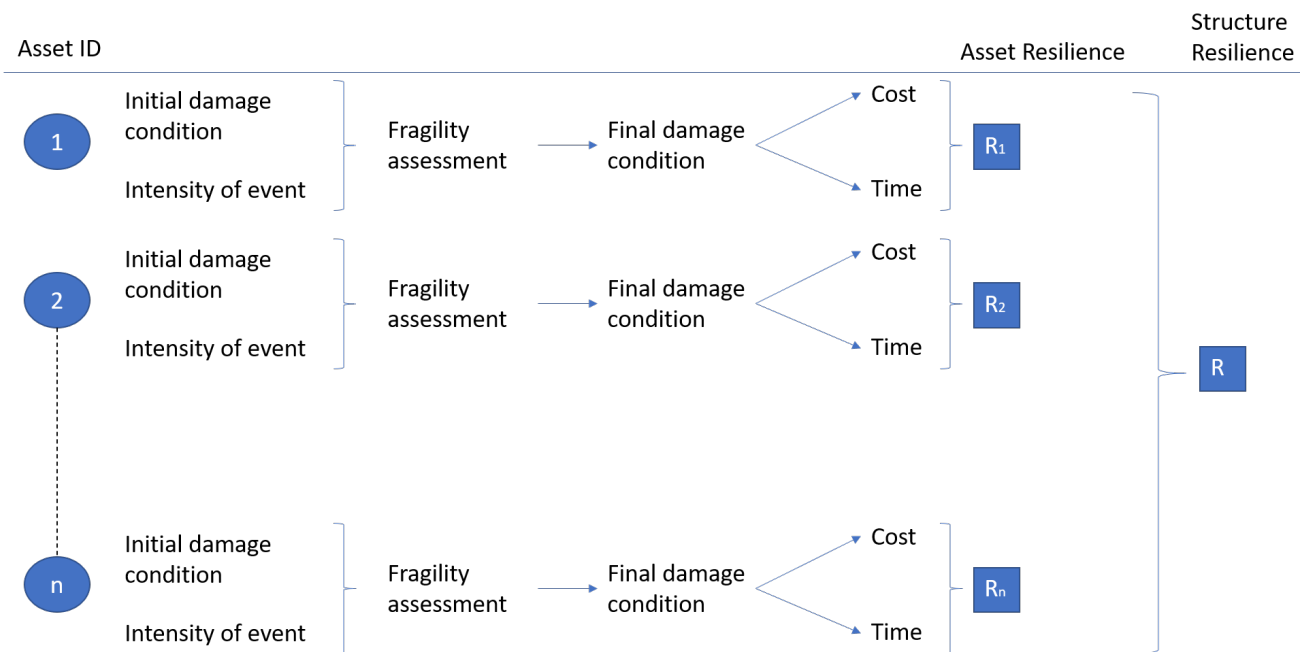 Asset ID
Asset Resilience
Structure
Resilience
1
Initial damage
condition
Intensity of event
Fragility
assessment
Final damage
condition
Cost
Time
R₁
2
Initial damage
condition
Intensity of event
Fragility
assessment
Final damage
condition
Cost
Time
R₂
R
n
Initial damage
condition
Intensity of event
Fragility
assessment
Final damage
condition
Cost
Time
Rₙ